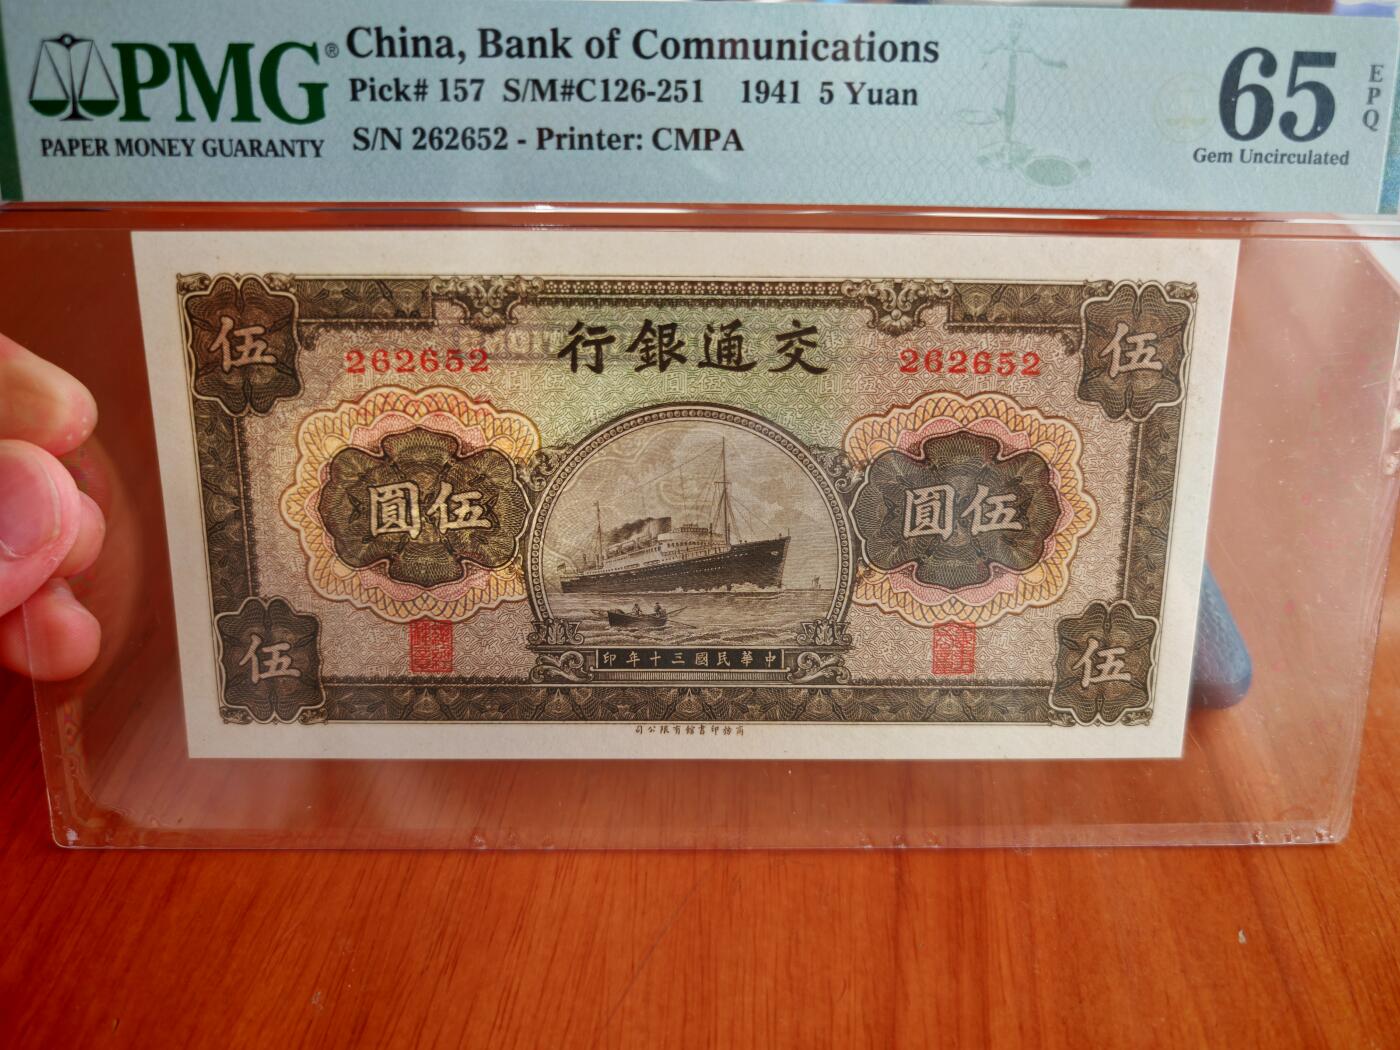 PMG®
PAPER MONEY GUARANTY
China, Bank of Communications
Pick# 157 S/M#C126-251 1941 5 Yuan
S/N 262652 - Printer: CMPA
65
EPQ
Gem Uncirculated
伍
行銀通交
伍
262652
262652
圓伍
圓伍
伍
印年十三國民華中
伍
司公限有館書印務商